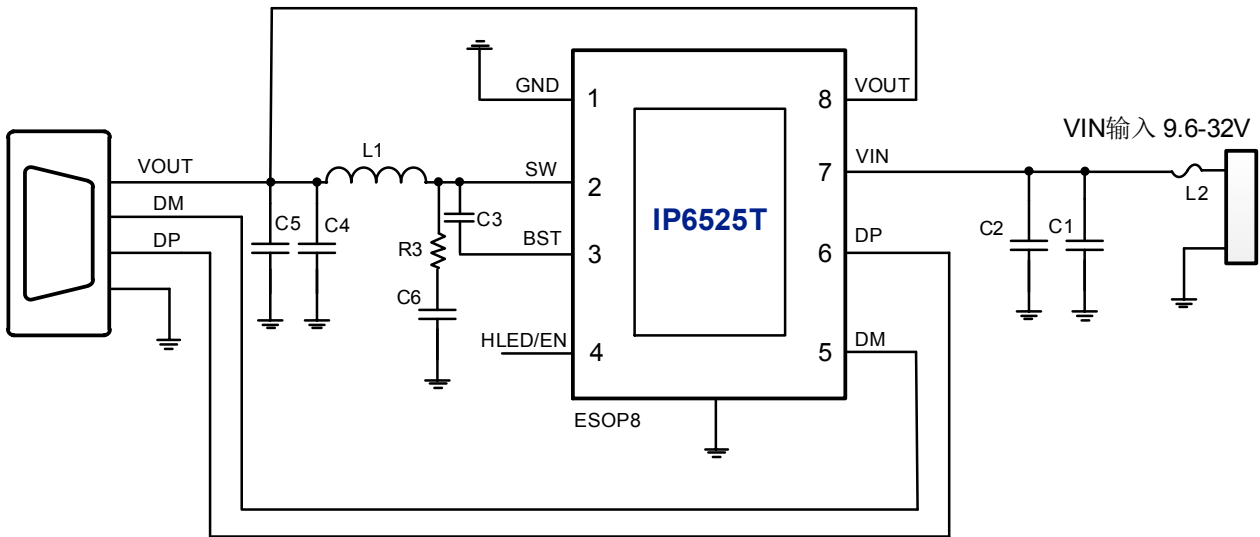 GND
1
8
VOUT
VIN输入 9.6-32V
VOUT
L1
SW
2
7
VIN
L2
DM
C5
C4
C3
IP6525T
C2
C1
DP
R3
BST
3
6
DP
C6
HLED/EN
4
5
DM
ESOP8